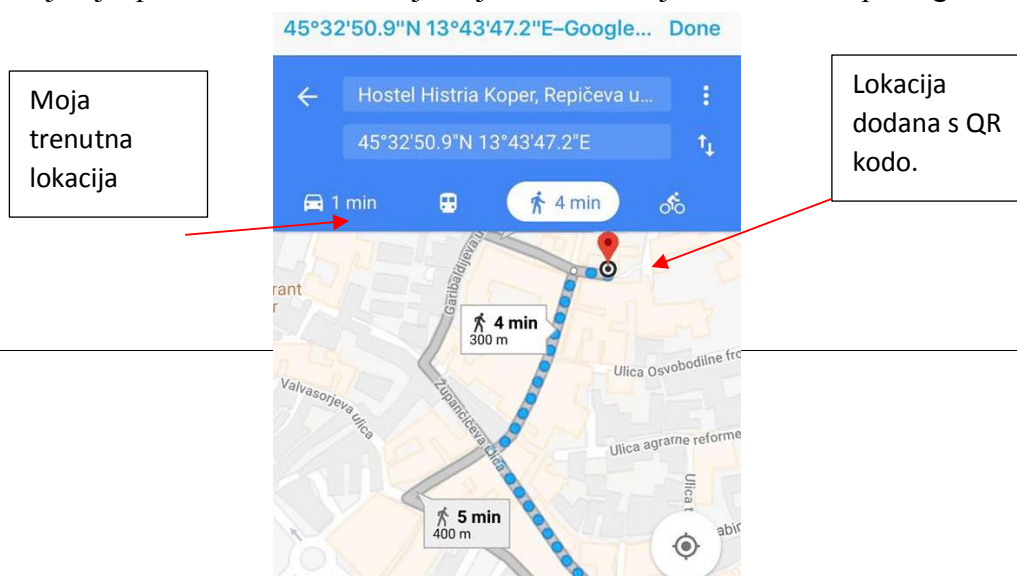 45°32'50.9"N 13°43'47.2"E–Google... Done
Moja
trenutna
lokacija
Hostel Histria Koper, Repičeva u...
45°32'50.9"N 13°43'47.2"E
1 min
4 min
Lokacija
dodana s QR
kodo.
Garibaldijeva u
rant
4 min
300 m
Ulica Osvobodilne fro
Valvasorjeva ulica
Župančičeva ulica
Ulica agrarne reforme
Ulica t
5 min
400 m
abir